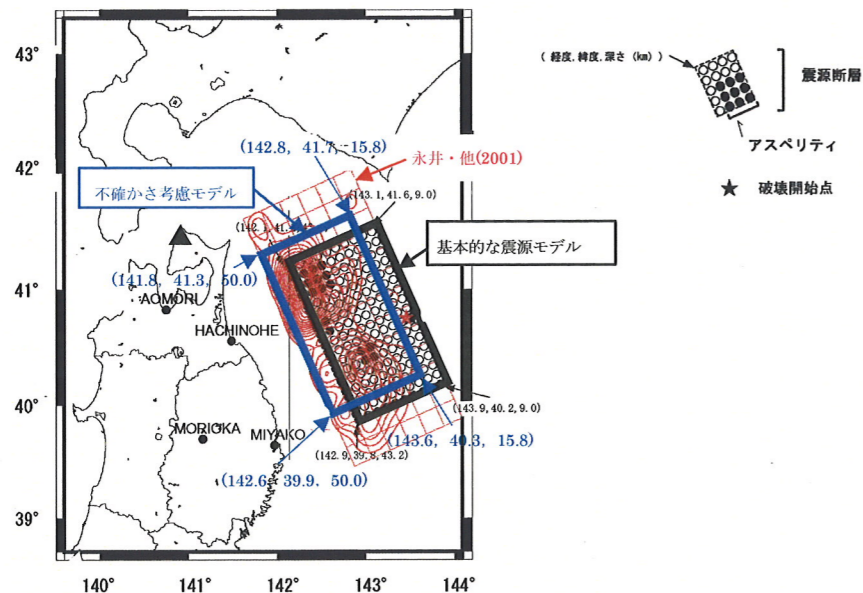 43°
42°
41°
40°
39°
140°
141°
142°
143°
144°
(142.8, 41.7, 15.8)
永井・他(2001)
不確かさ考慮モデル
(143.1, 41.6, 9.0)
基本的な震源モデル
(141.8, 41.3, 50.0)
AOMORI
HACHINOHE
MORIOKA
MIYAKO
(143.9, 40.2, 9.0)
(143.6, 40.3, 15.8)
(142.9, 39.8, 43.2)
(142.6, 39.9, 50.0)
(経度, 緯度, 深さ (km))
震源断層
アスペリティ
★ 破壊開始点